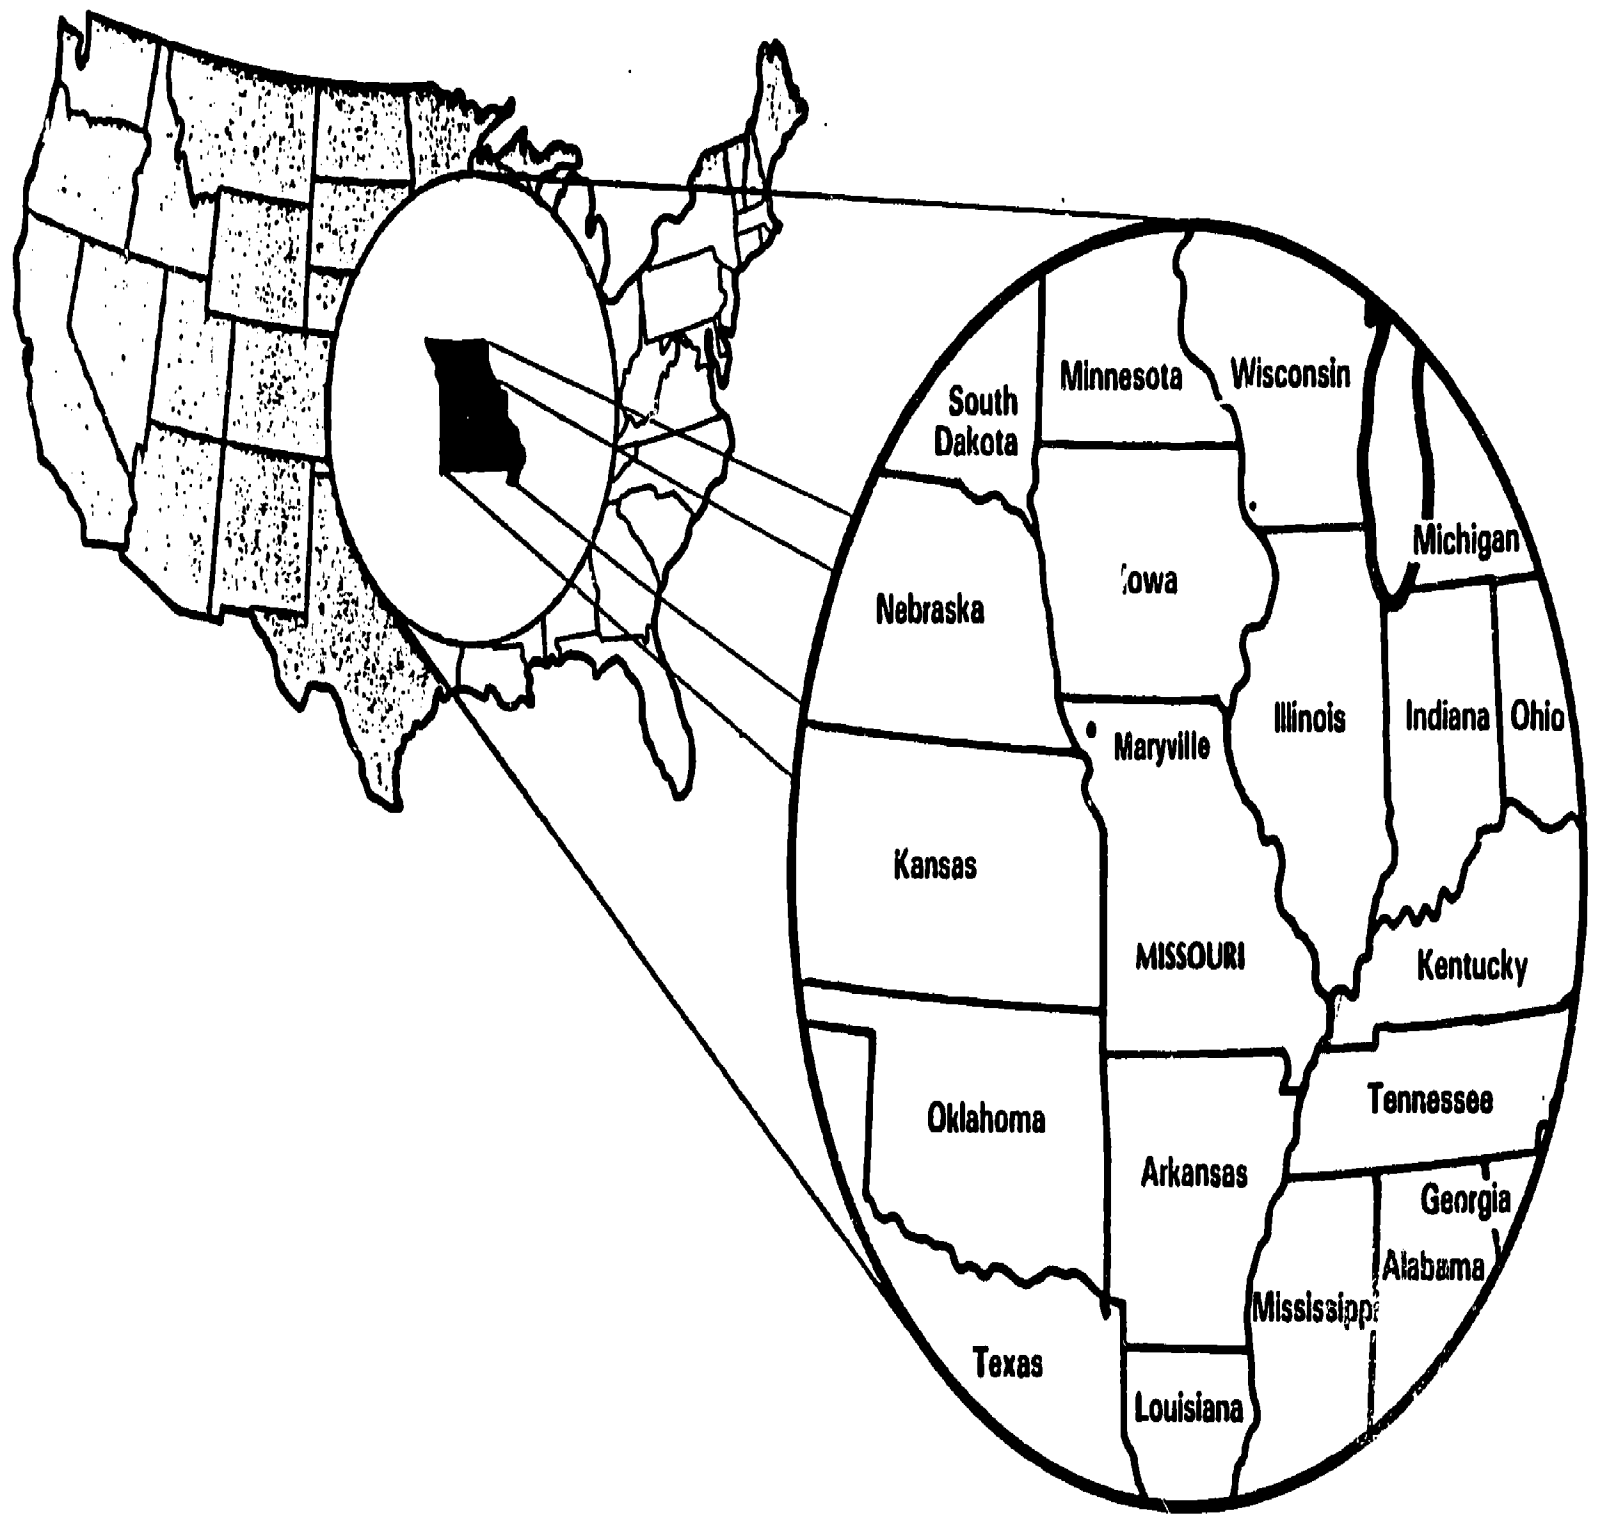 Minnesota
Wisconsin
South
Dakota
Michigan
Iowa
Nebraska
Illinois
Indiana
Ohio
Maryville
Kansas
MISSOURI
Kentucky
Tennessee
Oklahoma
Arkansas
Georgia
Alabama
Mississippi
Texas
Louisiana